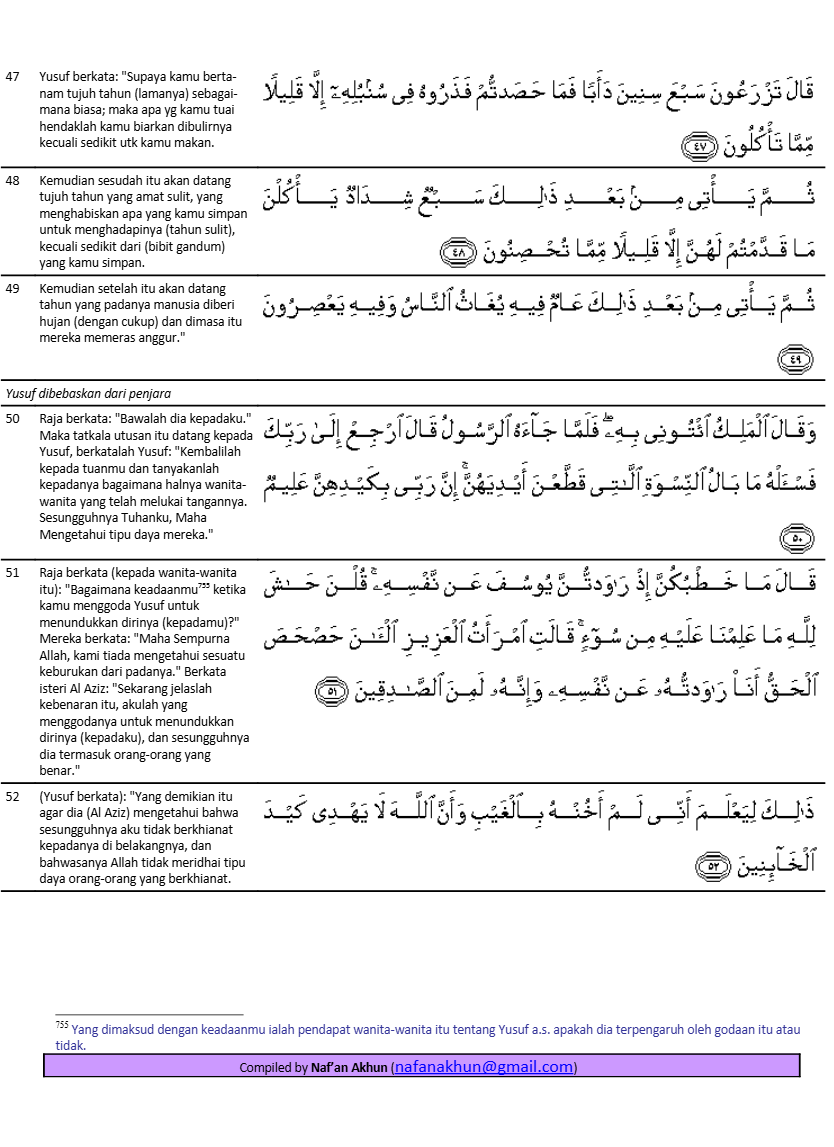 47
Yusuf berkata: "Supaya kamu berta-
nam tujuh tahun (lamanya) sebagai-
mana biasa; maka apa yg kamu tuai
hendaklah kamu biarkan dibulirnya
kecuali sedikit utk kamu makan.
قَالَ تَزْرَعُونَ سَبْعَ سِنِينَ دَأَبًا فَمَا حَصَدتُّمْ فَذَرُوهُ فِى سُنۢبُلِهِۦٓ إِلَّا قَلِيلًا
مِّمَّا تَأْكُلُونَ ٤٧
48
Kemudian sesudah itu akan datang
tujuh tahun yang amat sulit, yang
menghabiskan apa yang kamu simpan
untuk menghadapinya (tahun sulit),
kecuali sedikit dari (bibit gandum)
yang kamu simpan.
ثُمَّ يَأْتِى مِنۢ بَعْدِ ذَٰلِكَ سَبْعٌ شِدَادٌ يَأْكُلْنَ
مَا قَدَّمْتُمْ لَهُنَّ إِلَّا قَلِيلًا مِّمَّا تُحْصِنُونَ ٤٨
49
Kemudian setelah itu akan datang
tahun yang padanya manusia diberi
hujan (dengan cukup) dan dimasa itu
mereka memeras anggur."
ثُمَّ يَأْتِى مِنۢ بَعْدِ ذَٰلِكَ عَامٌ فِيهِ يُغَاثُ ٱلنَّاسُ وَفِيهِ يَعْصِرُونَ
٤٩
Yusuf dibebaskan dari penjara
50
Raja berkata: "Bawalah dia kepadaku."
Maka tatkala utusan itu datang kepada
Yusuf, berkatalah Yusuf: "Kembalilah
kepada tuanmu dan tanyakanlah
kepadanya bagaimana halnya wanita-
wanita yang telah melukai tangannya.
Sesungguhnya Tuhanku, Maha
Mengetahui tipu daya mereka."
وَقَالَ ٱلْمَلِكُ ٱئْتُونِى بِهِۦ ۖ فَلَمَّا جَآءَهُ ٱلرَّسُولُ قَالَ ٱرْجِعْ إِلَىٰ رَبِّكَ
فَسْـَٔلْهُ مَا بَالُ ٱلنِّسْوَةِ ٱلَّٰتِى قَطَّعْنَ أَيْدِيَهُنَّ ۚ إِنَّ رَبِّى بِكَيْدِهِنَّ عَلِيمٌ
٥٠
51
Raja berkata (kepada wanita-wanita
itu): "Bagaimana keadaanmu⁷⁵⁵ ketika
kamu menggoda Yusuf untuk
menundukkan dirinya (kepadamu)?"
Mereka berkata: "Maha Sempurna
Allah, kami tiada mengetahui sesuatu
keburukan dari padanya." Berkata
isteri Al Aziz: "Sekarang jelaslah
kebenaran itu, akulah yang
menggodanya untuk menundukkan
dirinya (kepadaku), dan sesungguhnya
dia termasuk orang-orang yang
benar."
قَالَ مَا خَطْبُكُنَّ إِذْ رَٰوَدتُّنَّ يُوسُفَ عَن نَّفْسِهِۦ ۚ قُلْنَ حَٰشَ
لِلَّهِ مَا عَلِمْنَا عَلَيْهِ مِن سُوٓءٍ ۚ قَالَتِ ٱمْرَأَتُ ٱلْعَزِيزِ ٱلْـَٰٔنَ حَصْحَصَ
ٱلْحَقُّ أَنَا۠ رَٰوَدتُّهُۥ عَن نَّفْسِهِۦ وَإِنَّهُۥ لَمِنَ ٱلصَّٰدِقِينَ ٥١
52
(Yusuf berkata): "Yang demikian itu
agar dia (Al Aziz) mengetahui bahwa
sesungguhnya aku tidak berkhianat
kepadanya di belakangnya, dan
bahwasanya Allah tidak meridhai tipu
daya orang-orang yang berkhianat.
ذَٰلِكَ لِيَعْلَمَ أَنِّى لَمْ أَخُنْهُ بِٱلْغَيْبِ وَأَنَّ ٱللَّهَ لَا يَهْدِى كَيْدَ
ٱلْخَآئِنِينَ ٥٢
⁷⁵⁵ Yang dimaksud dengan keadaanmu ialah pendapat wanita-wanita itu tentang Yusuf a.s. apakah dia terpengaruh oleh godaan itu atau
tidak.
Compiled by Naf'an Akhun (nafanakhun@gmail.com)